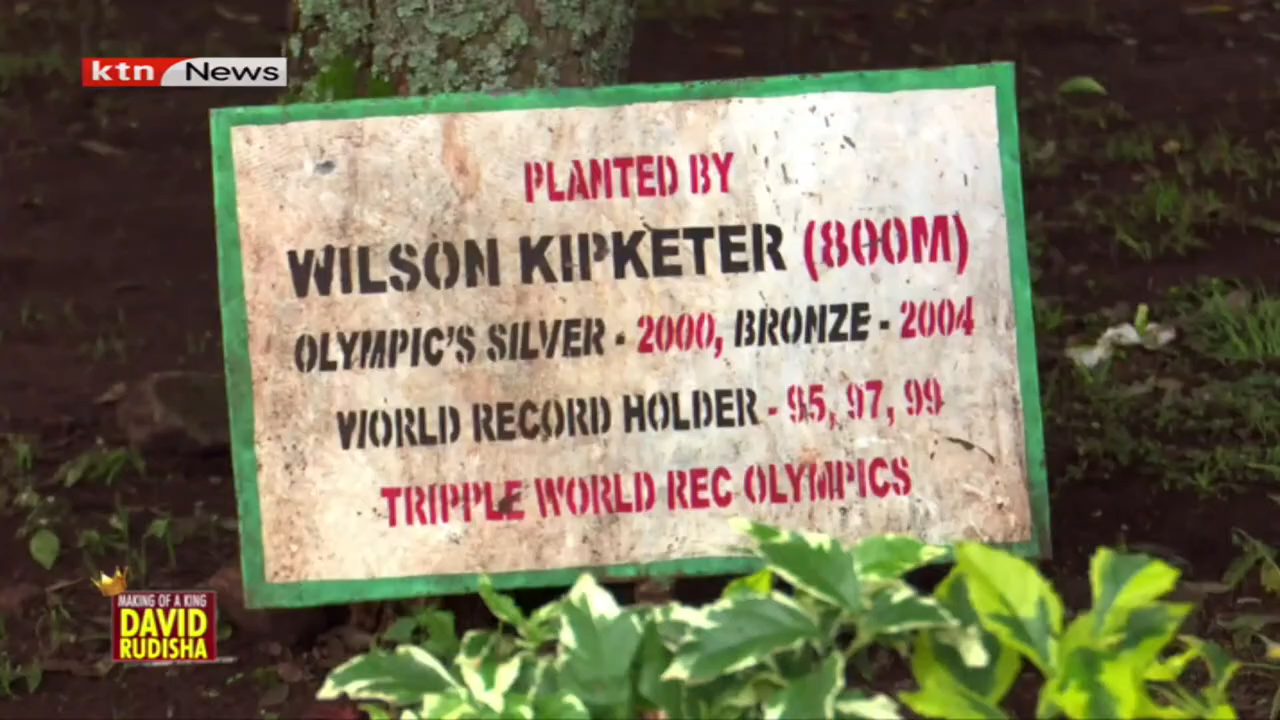 ktn News
PLANTED BY
WILSON KIPKETER (800M)
OLYMPIC'S SILVER - 2000, BRONZE - 2004
WORLD RECORD HOLDER - 95, 97, 99
TRIPPLE WORLD REC OLYMPICS
MAKING OF A KING
DAVID
RUDISHA